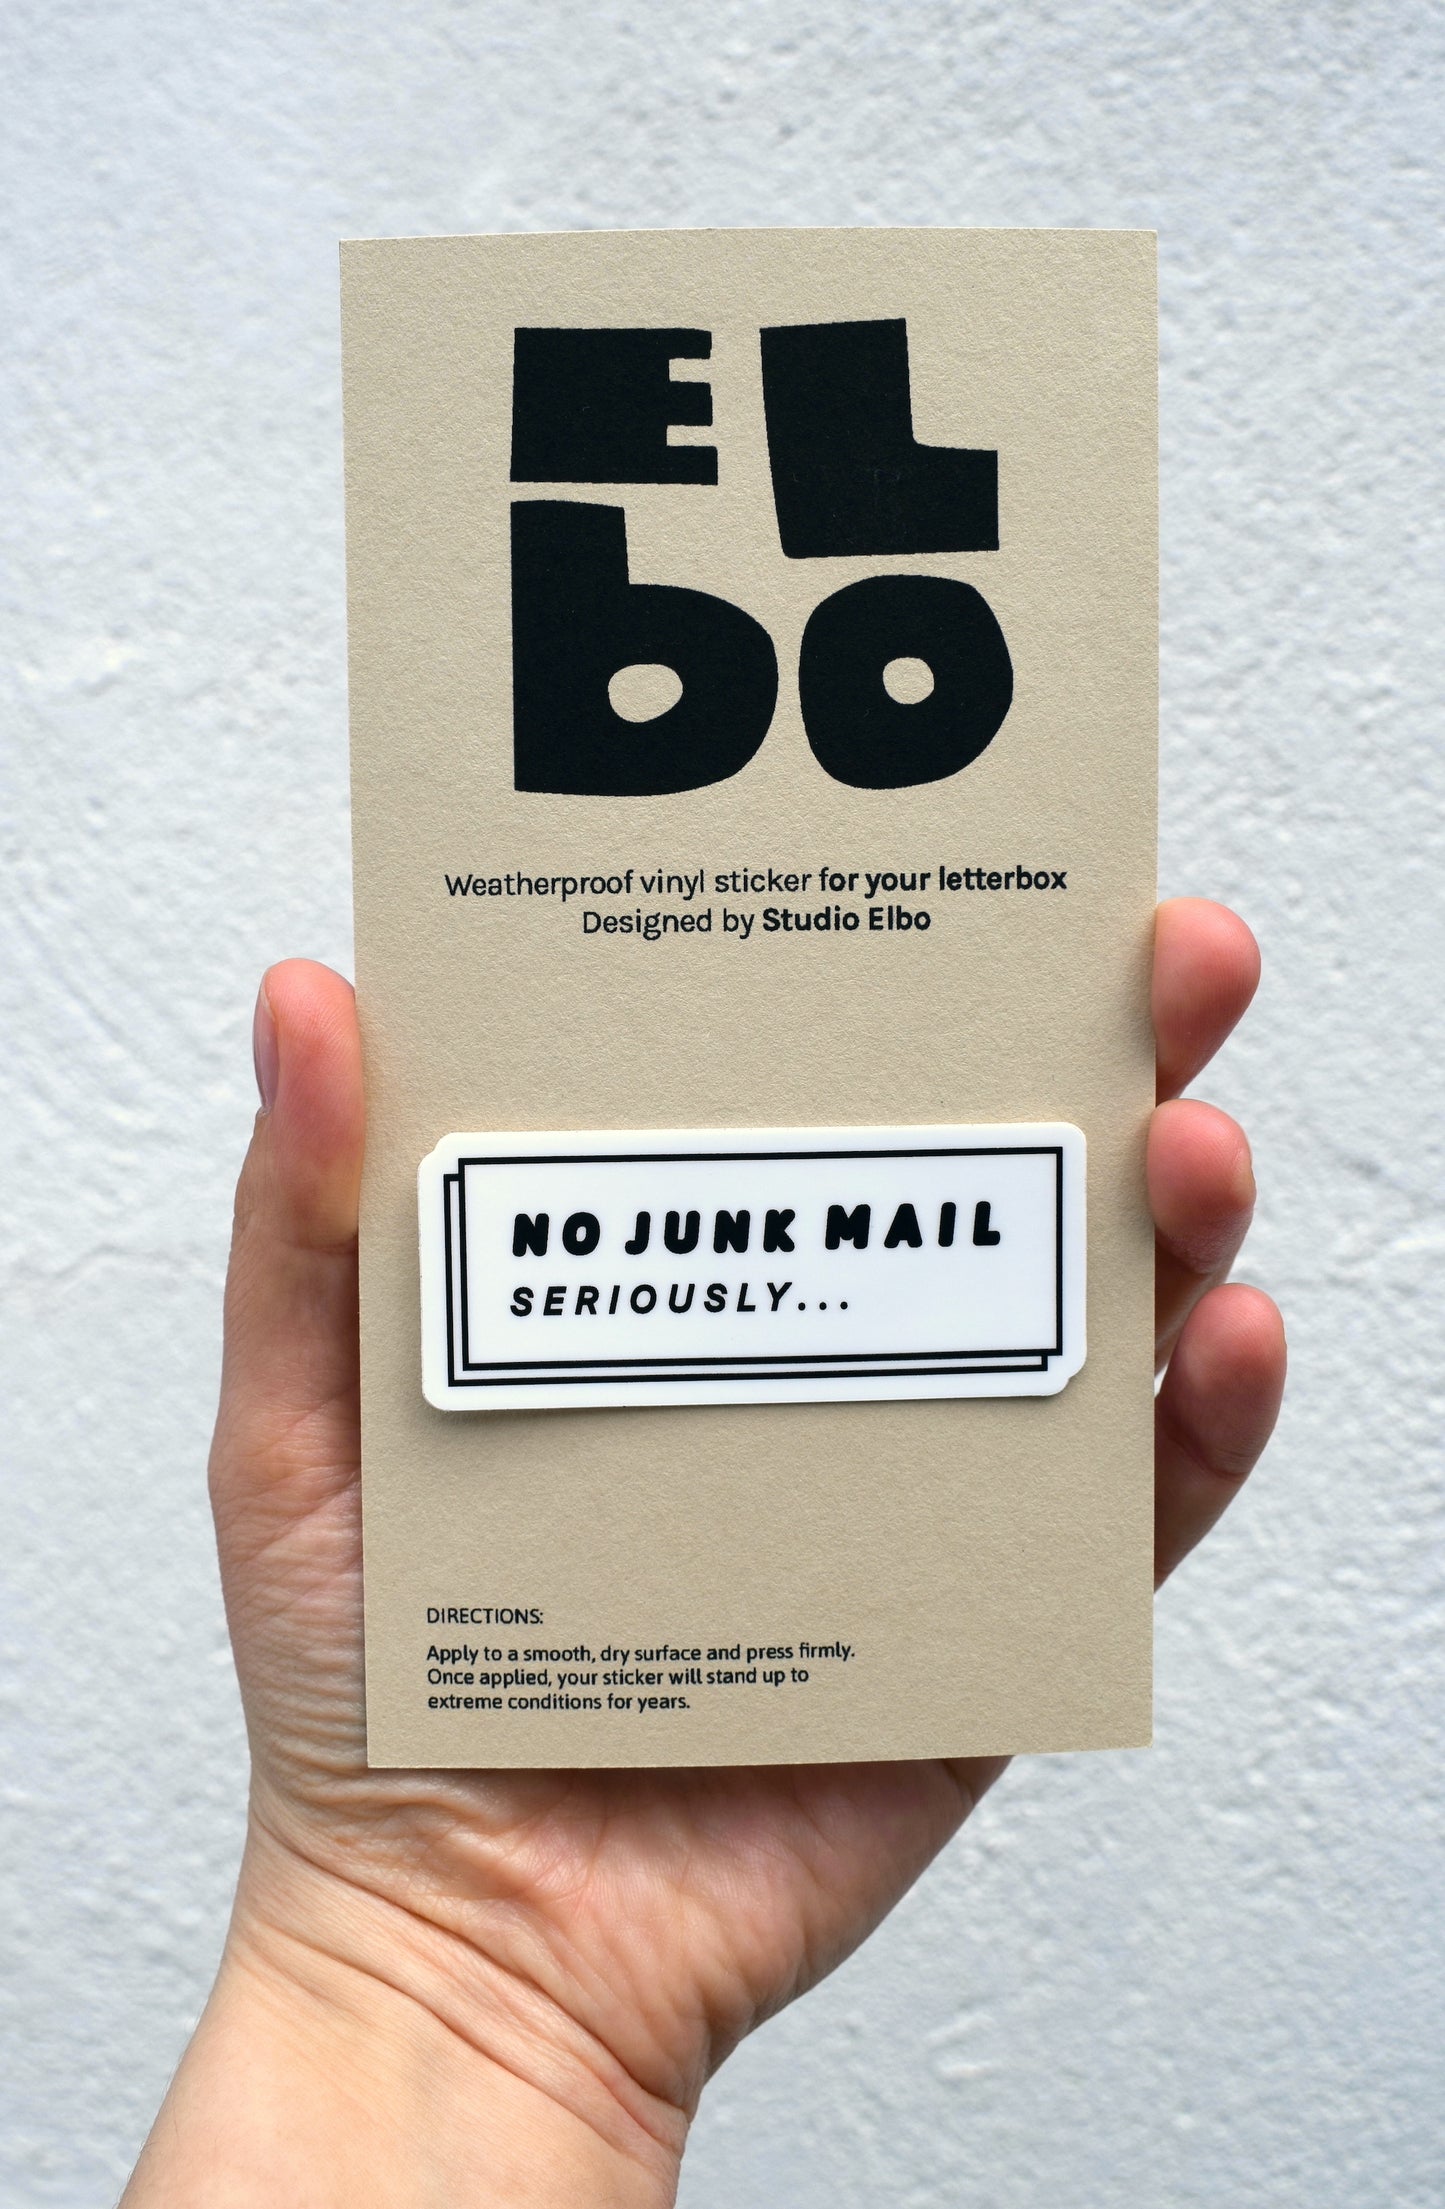 EL
bo
Weatherproof vinyl sticker for your letterbox
Designed by Studio Elbo
NO JUNK MAIL
SERIOUSLY...
DIRECTIONS:
Apply to a smooth, dry surface and press firmly.
Once applied, your sticker will stand up to
extreme conditions for years.